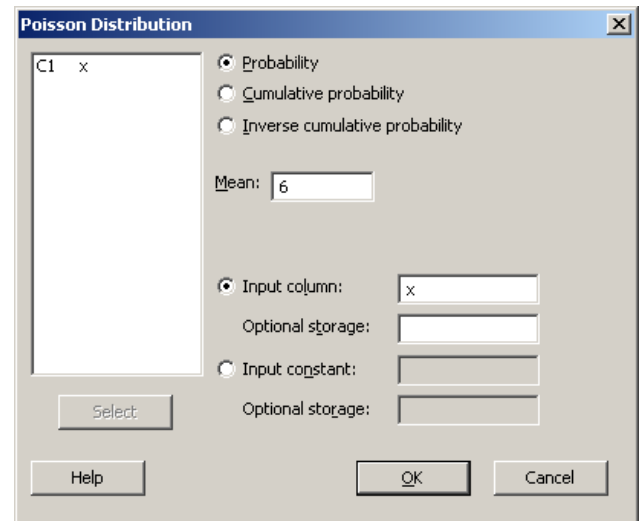 Poisson Distribution
C1 x
Probability
Cumulative probability
Inverse cumulative probability
Mean: 6
Input column: x
Optional storage:
Input constant:
Optional storage:
Select
Help OK Cancel